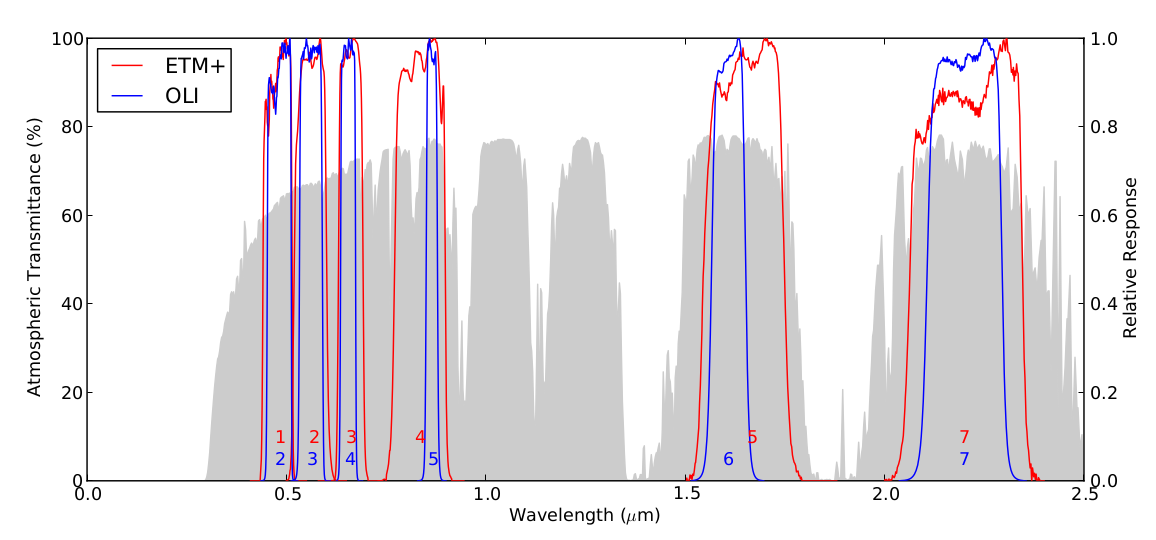 100
80
60
40
20
0
Atmospheric Transmittance (%)
ETM+
OLI
1 2 3 4 5 7
2 3 4 5 6 7
1.0
0.8
0.6
0.4
0.2
0.0
Relative Response
0.0 0.5 1.0 1.5 2.0 2.5
Wavelength (μm)